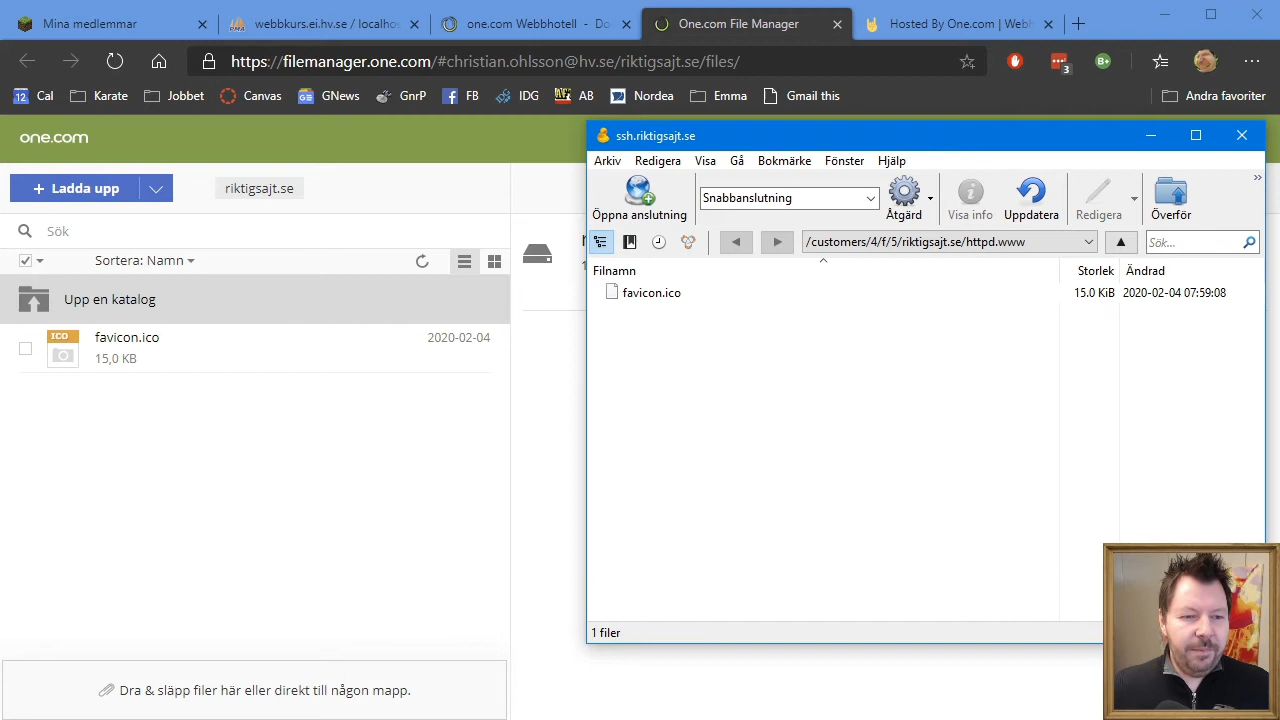 Mina medlemmar
webbkurs.ei.hv.se / localhos
one.com Webbhotell - Do
One.com File Manager
Hosted By One.com | Webh
https://filemanager.one.com/#christian.ohlsson@hv.se/riktigsajt.se/files/
3
B+
12 Cal
Karate
Jobbet
Canvas
GNews
GnrP
FB
IDG
AB
Nordea
Emma
Gmail this
Andra favoriter
one.com
+ Ladda upp
riktigsajt.se
Sök
Sortera: Namn
Upp en katalog
ICO
favicon.ico
2020-02-04
15,0 KB
Dra & släpp filer här eller direkt till någon mapp.
ssh.riktigsajt.se
Arkiv Redigera Visa Gå Bokmärke Fönster Hjälp
Öppna anslutning
Snabbanslutning
Åtgärd
Visa info
Uppdatera
Redigera
Överför
/customers/4/f/5/riktigsajt.se/httpd.www
Sök...
Filnamn Storlek Ändrad
favicon.ico 15.0 KiB 2020-02-04 07:59:08
1 filer